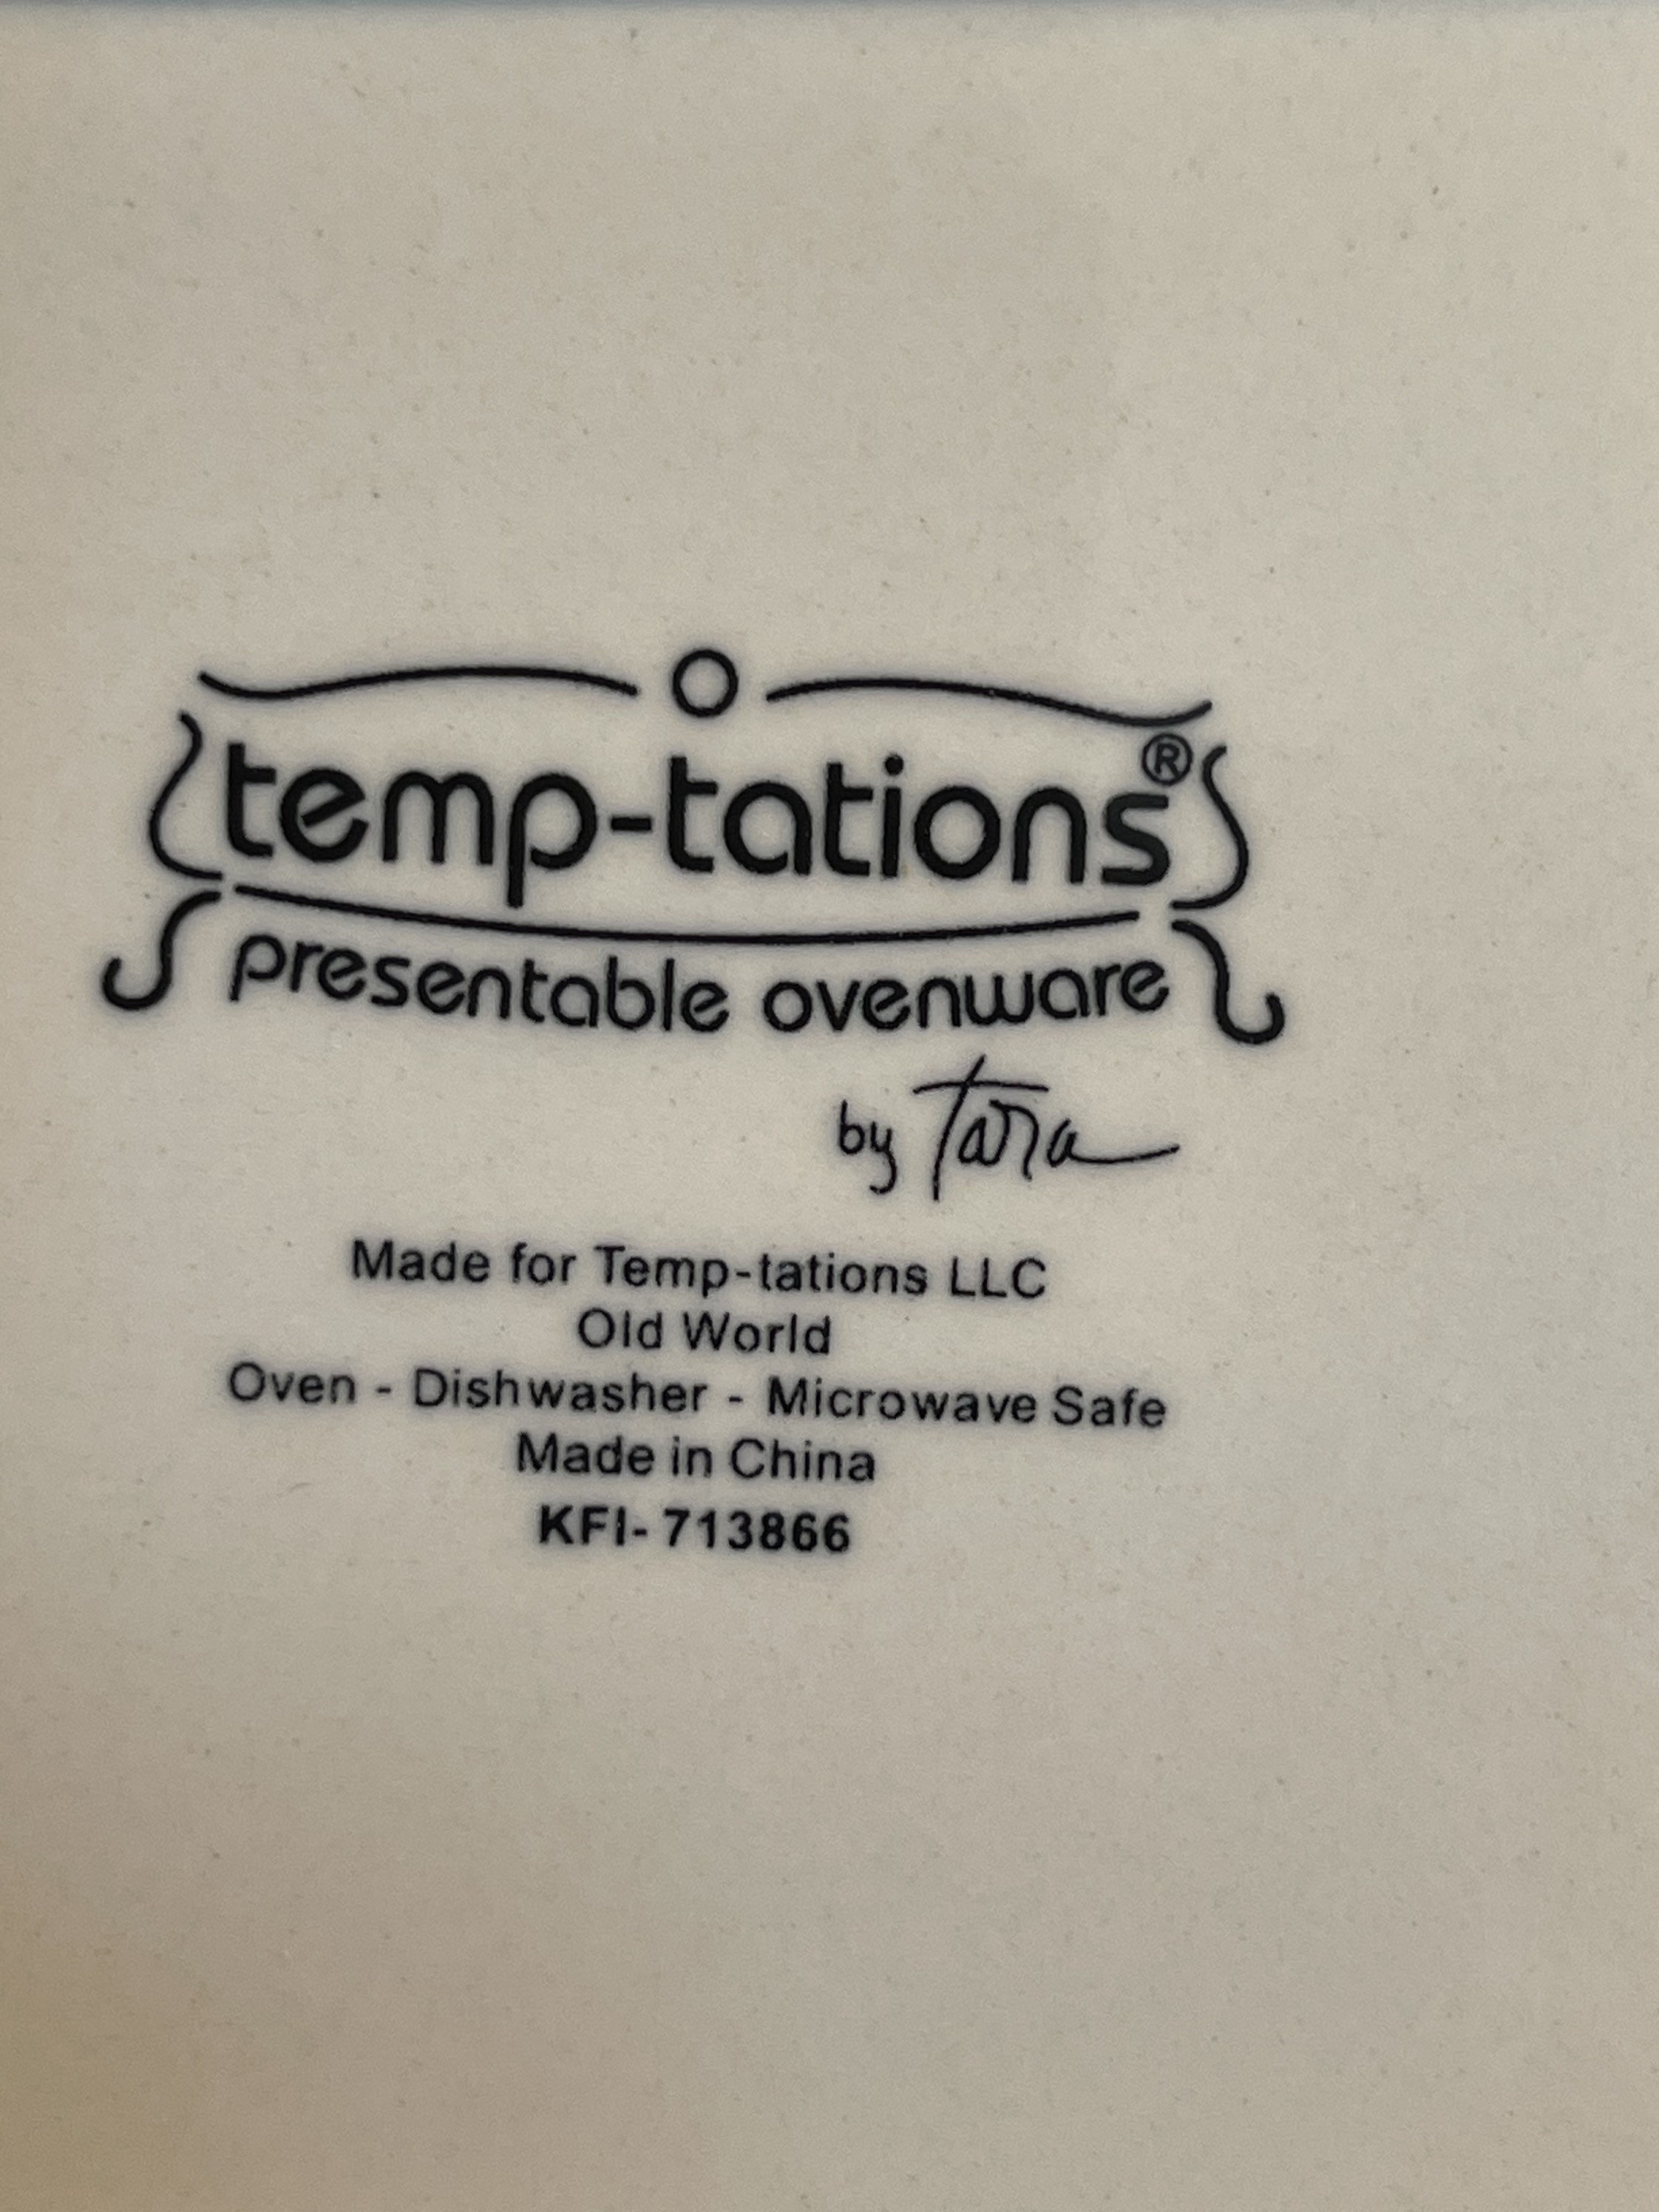 temp-tations®
presentable ovenware
by Tara
Made for Temp-tations LLC
Old World
Oven - Dishwasher - Microwave Safe
Made in China
KFI- 713866